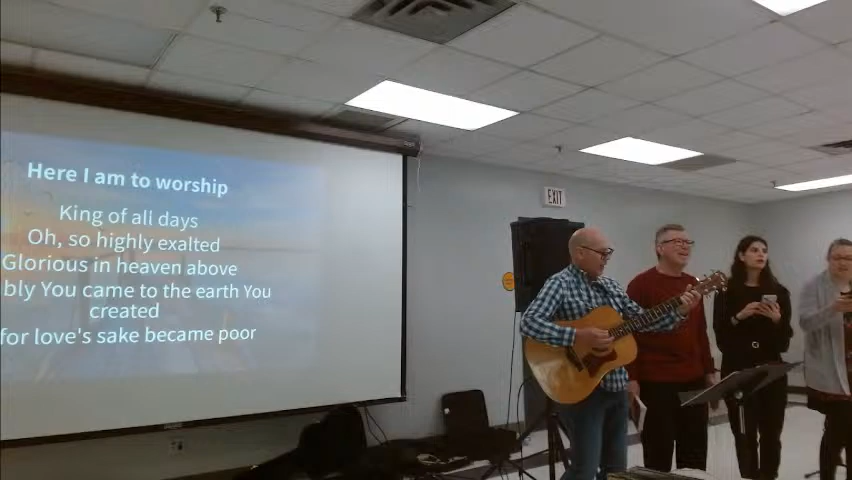 Here I am to worship
King of all days
Oh, so highly exalted
Glorious in heaven above
bly You came to the earth You
created
for love's sake became poor
EXIT